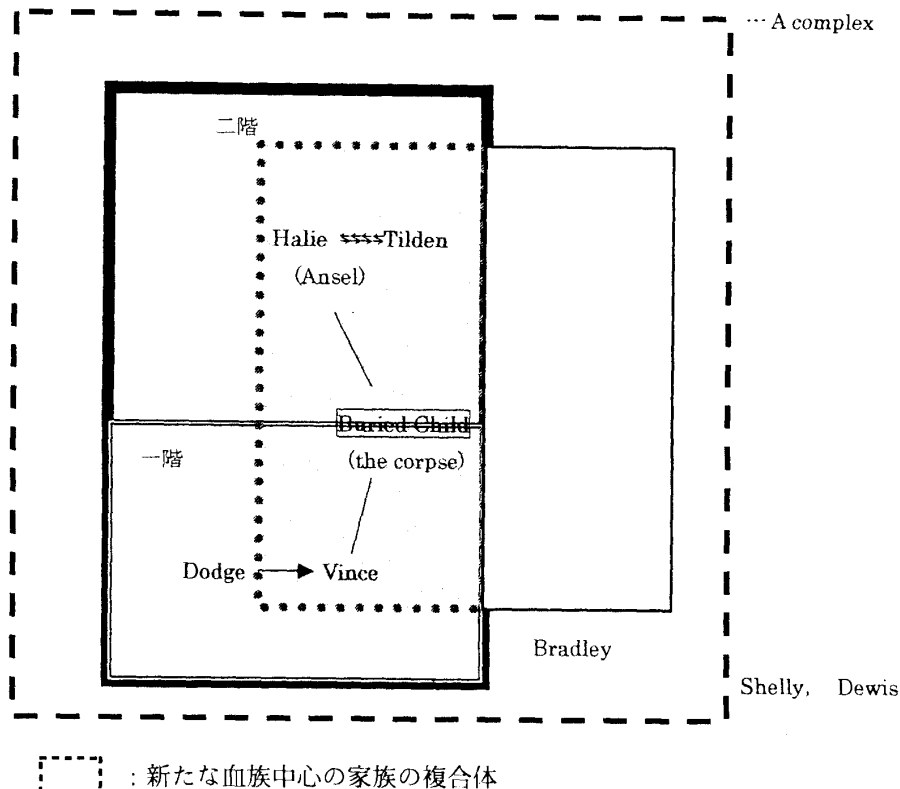 … A complex
二階
Halie Tilden
(Ansel)
Buried Child
一階
(the corpse)
Dodge Vince
Bradley
Shelly, Dewis
: 新たな血族中心の家族の複合体